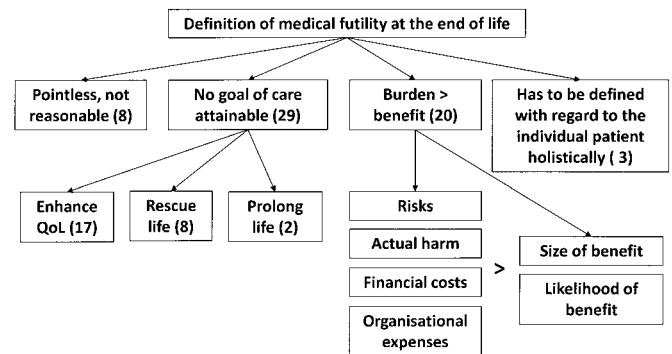 Definition of medical futility at the end of life
Pointless, not
reasonable (8)
No goal of care
attainable (29)
Burden >
benefit (20)
Has to be defined
with regard to the
individual patient
holistically ( 3)
Enhance
QoL (17)
Rescue
life (8)
Prolong
life (2)
Risks
Actual harm
Financial costs
Organisational
expenses
>
Size of benefit
Likelihood of
benefit